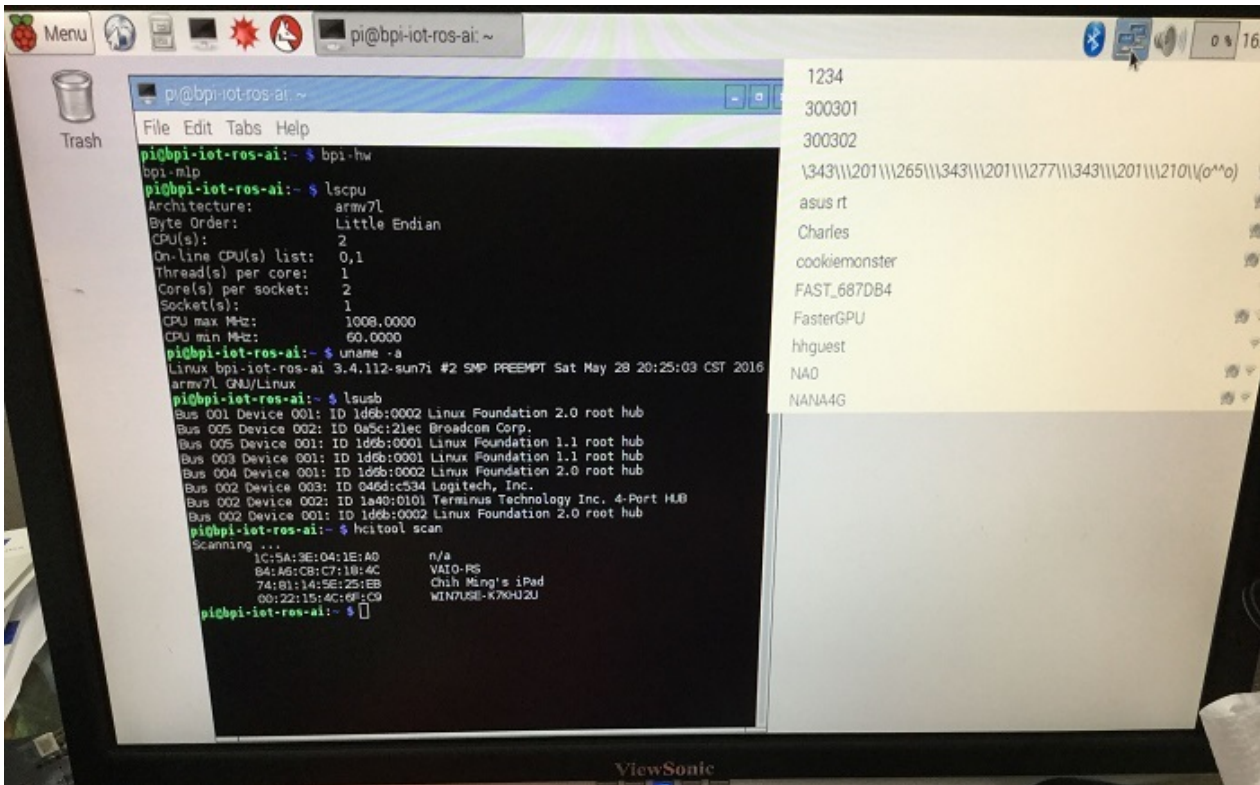 Menu
pi@bpi-iot-ros-ai: ~
0 %
16
Trash
pi@bpi-iot-ros-ai: ~
File Edit Tabs Help
pi@bpi-iot-ros-ai:~ $ bpi-hw
bpi-m1p
pi@bpi-iot-ros-ai:~ $ lscpu
Architecture: armv7l
Byte Order: Little Endian
CPU(s): 2
On-line CPU(s) list: 0,1
Thread(s) per core: 1
Core(s) per socket: 2
Socket(s): 1
CPU max MHz: 1008.0000
CPU min MHz: 60.0000
pi@bpi-iot-ros-ai:~ $ uname -a
Linux bpi-iot-ros-ai 3.4.112-sun7i #2 SMP PREEMPT Sat May 28 20:25:03 CST 2016
armv7l GNU/Linux
pi@bpi-iot-ros-ai:~ $ lsusb
Bus 001 Device 001: ID 1d6b:0002 Linux Foundation 2.0 root hub
Bus 005 Device 002: ID 0a5c:21ec Broadcom Corp.
Bus 005 Device 001: ID 1d6b:0001 Linux Foundation 1.1 root hub
Bus 003 Device 001: ID 1d6b:0001 Linux Foundation 1.1 root hub
Bus 004 Device 001: ID 1d6b:0002 Linux Foundation 2.0 root hub
Bus 002 Device 003: ID 046d:c534 Logitech, Inc.
Bus 002 Device 002: ID 1a40:0101 Terminus Technology Inc. 4-Port HUB
Bus 002 Device 001: ID 1d6b:0002 Linux Foundation 2.0 root hub
pi@bpi-iot-ros-ai:~ $ hcitool scan
Scanning ...
1C:5A:3E:04:1E:A0 n/a
84:A6:C8:C7:18:4C VAIO-RS
74:81:14:5E:25:EB Chih Ming's iPad
00:22:15:4C:6F:C9 WIN7USE-K7KHJ2U
pi@bpi-iot-ros-ai:~ $
1234
300301
300302
\343\\\201\\\265\\\343\\\201\\\277\\\343\\\201\\\210\\(o^^o)
asus rt
Charles
cookiemonster
FAST_687DB4
FasterGPU
hhguest
NA0
NANA4G
ViewSonic